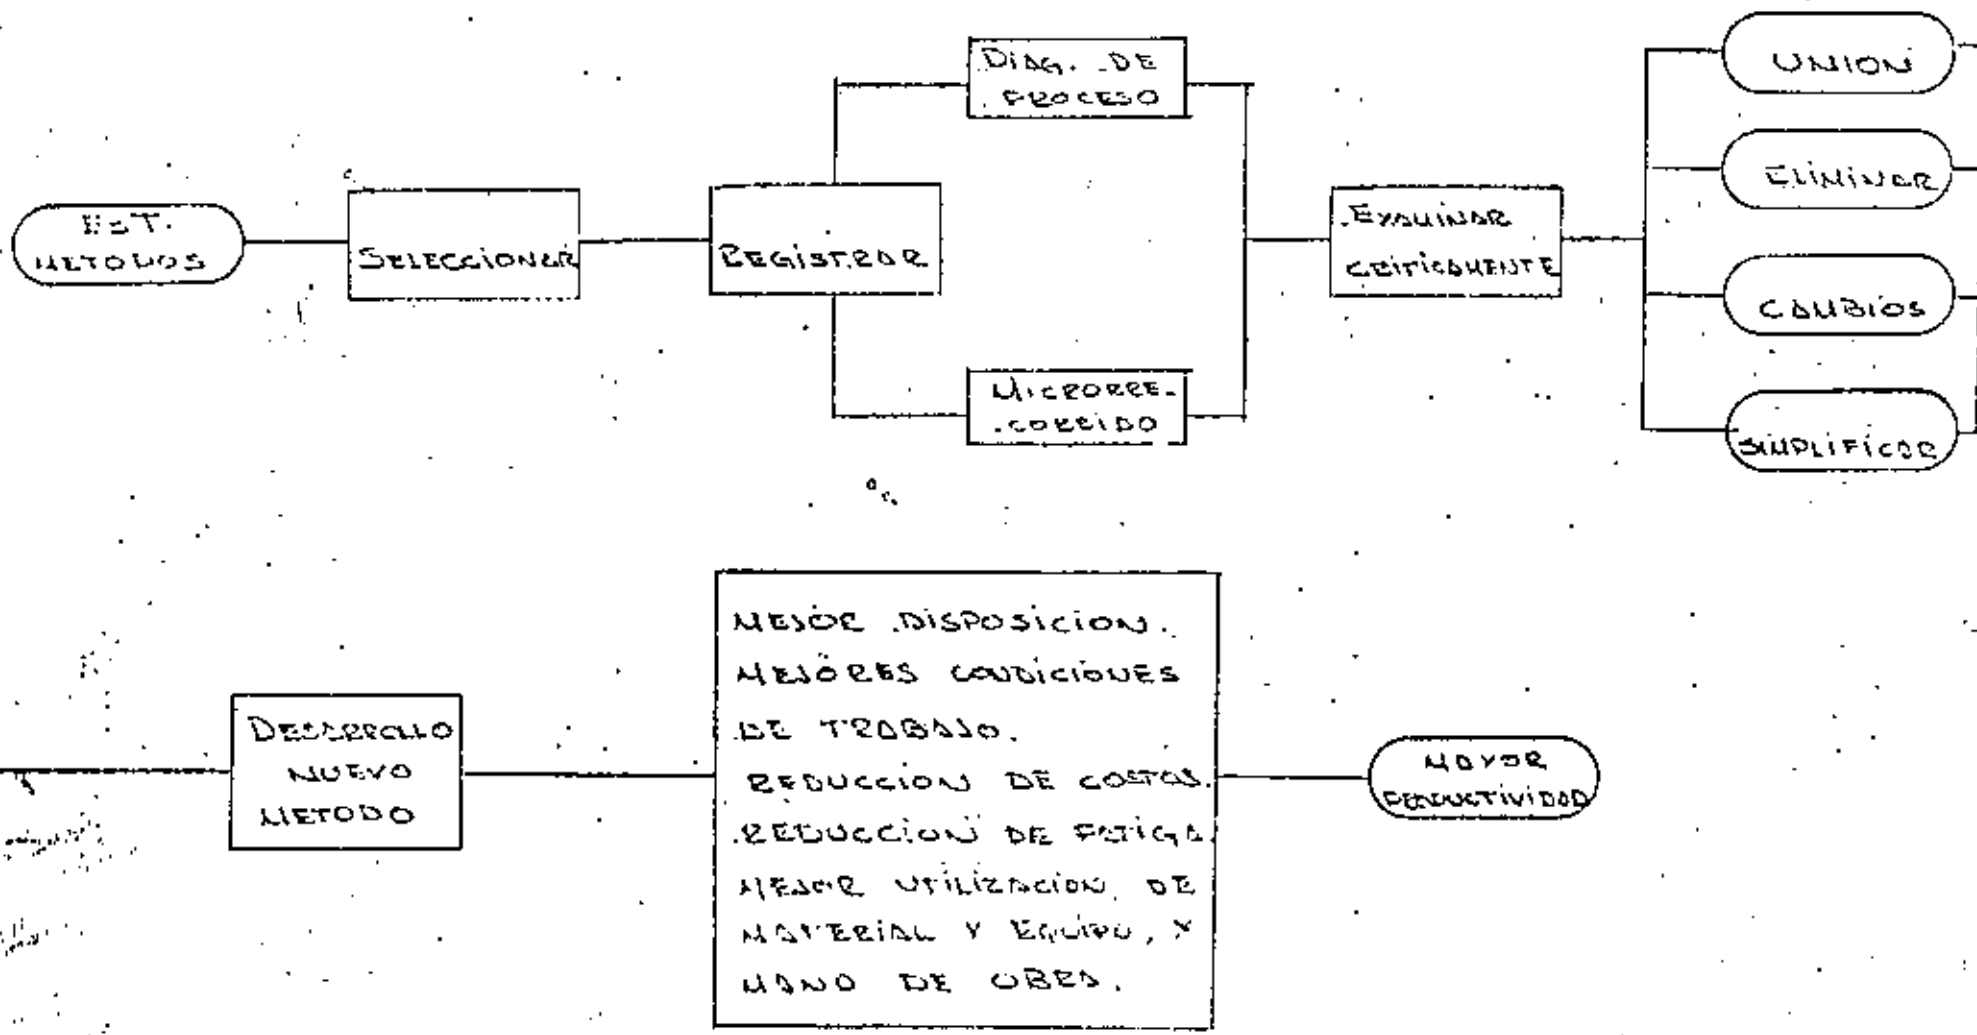 DIAG. DE
PROCESO
UNION
ELIMINAR
EST.
METODOS
SELECCIONAR
REGISTRAR
EXAMINAR
CRITICAMENTE
CAMBIOS
MICRORRE-
CORRIDO
SIMPLIFICAR
MEJOR DISPOSICION.
MEJORES CONDICIONES
DE TRABAJO.
REDUCCION DE COSTOS.
REDUCCION DE FATIGA
MEJOR UTILIZACION DE
MATERIAL Y EQUIPO, Y
MANO DE OBRA.
DESARROLLO
NUEVO
METODO
MAYOR
PRODUCTIVIDAD